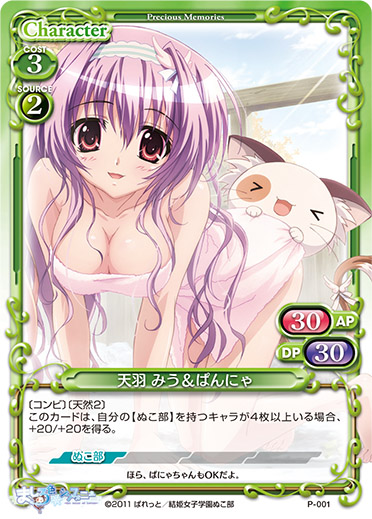 Precious Memories
Character
COST
3
SOURCE
2
30 AP
DP 30
天羽 みう&ぱんにゃ
〔コンビ〕〔天然2〕
このカードは、自分の【ぬこ部】を持つキャラが4枚以上いる場合、
+20/+20を得る。
ぬこ部
ほら、ぱにゃちゃんもOKだよ。
©2011 ぱれっと/結姫女子学園ぬこ部
P-001